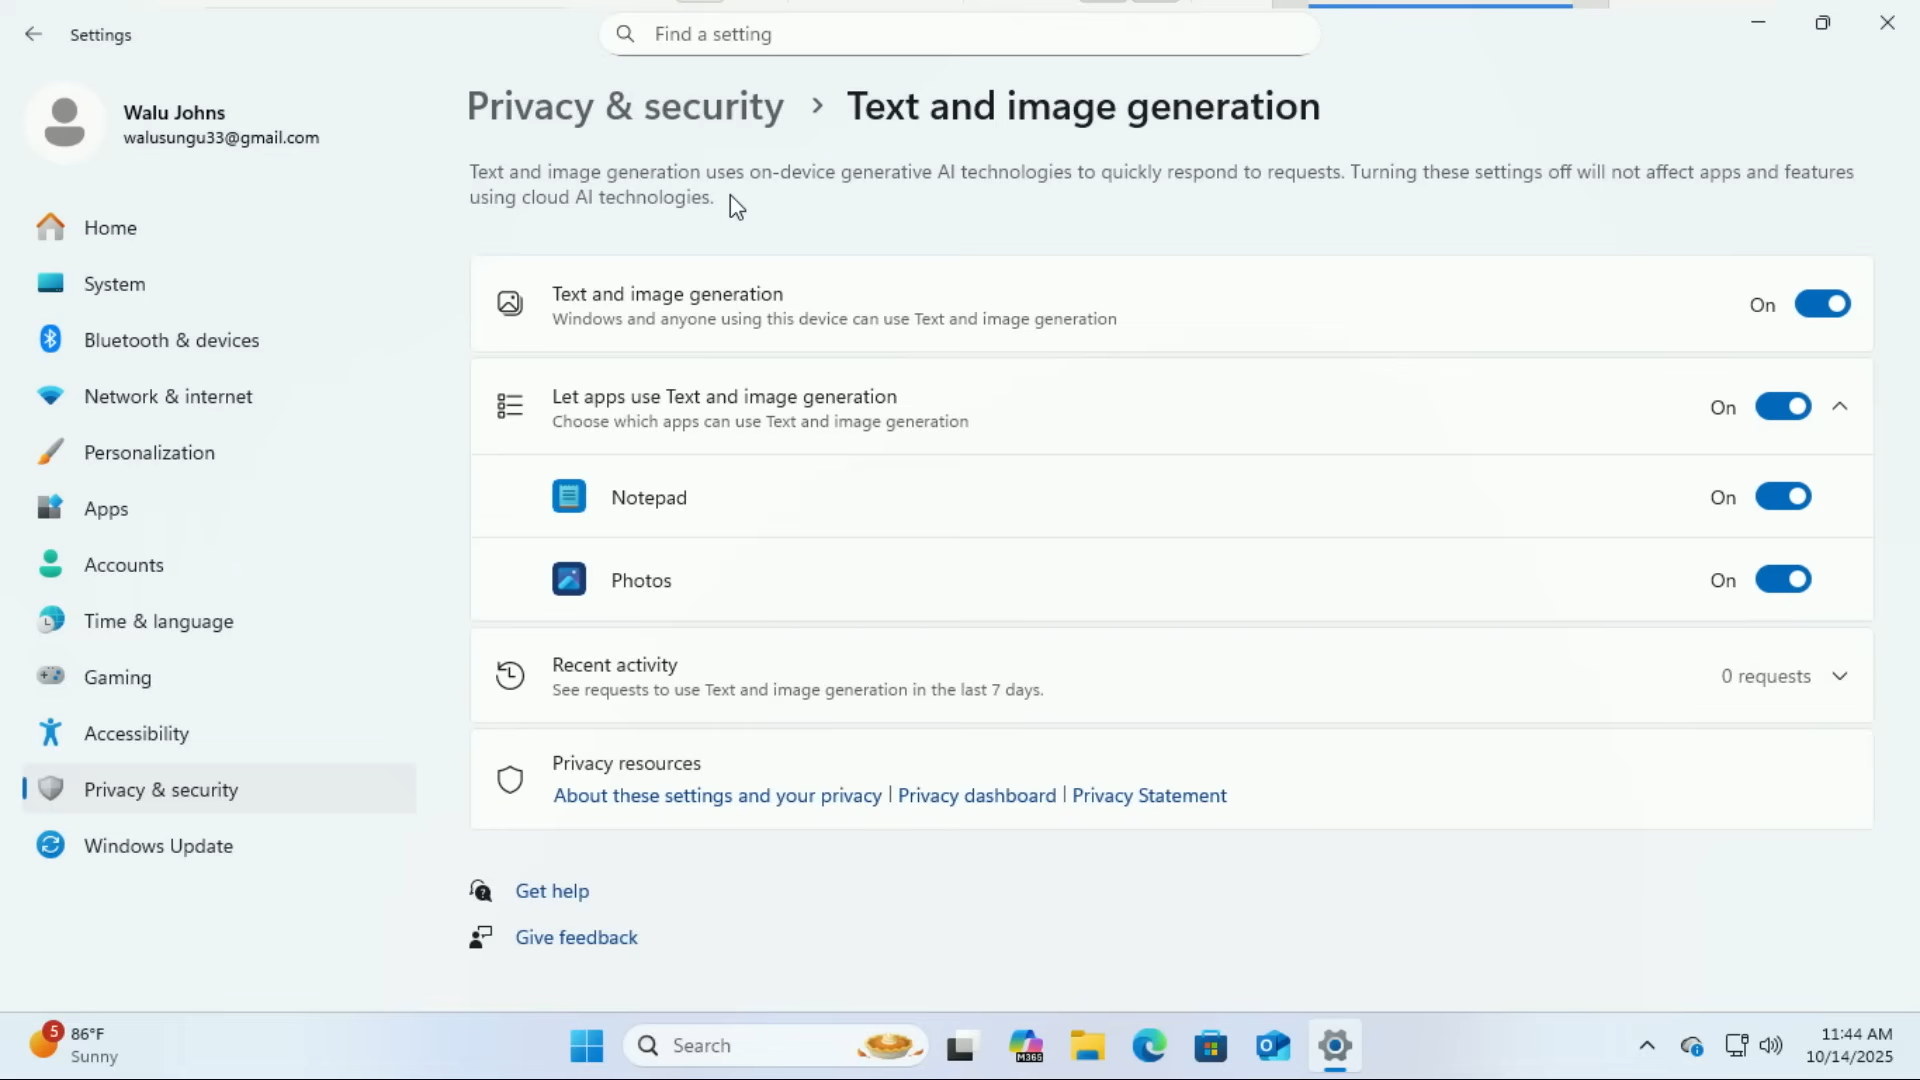 Settings
Find a setting
Walu Johns
walusungu33@gmail.com
Home
System
Bluetooth & devices
Network & internet
Personalization
Apps
Accounts
Time & language
Gaming
Accessibility
Privacy & security
Windows Update
Privacy & security > Text and image generation
Text and image generation uses on-device generative AI technologies to quickly respond to requests. Turning these settings off will not affect apps and features
using cloud AI technologies.
Text and image generation
Windows and anyone using this device can use Text and image generation
On
Let apps use Text and image generation
Choose which apps can use Text and image generation
On
Notepad
On
Photos
On
Recent activity
See requests to use Text and image generation in the last 7 days.
0 requests
Privacy resources
About these settings and your privacy | Privacy dashboard | Privacy Statement
Get help
Give feedback
5
86°F
Sunny
Search
M365
11:44 AM
10/14/2025